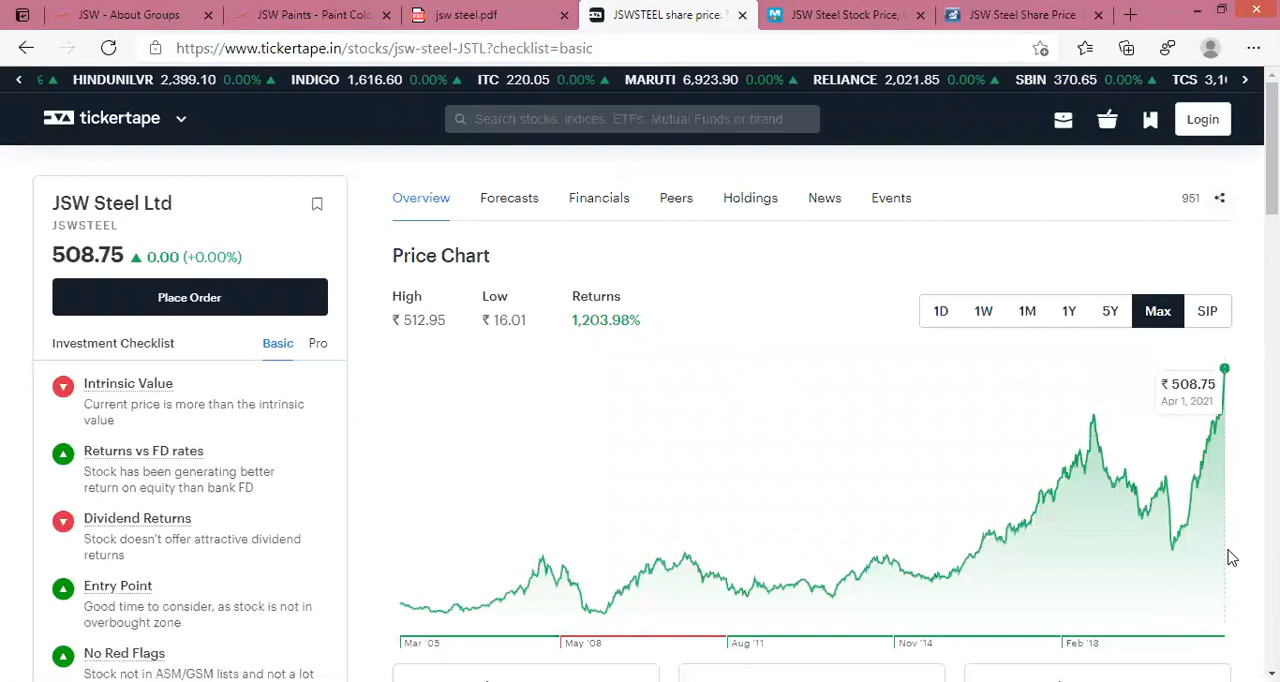 JSW - About Groups
JSW Paints - Paint Col
jsw steel.pdf
JSWSTEEL share price.
JSW Steel Stock Price,
JSW Steel Share Price
https://www.tickertape.in/stocks/jsw-steel-JSTL?checklist=basic
% HINDUNILVR 2,399.10 0.00% INDIGO 1,616.60 0.00% ITC 220.05 0.00% MARUTI 6,923.90 0.00% RELIANCE 2,021.85 0.00% SBIN 370.65 0.00% TCS
tickertape
Search stocks, indices, ETFs, Mutual Funds or brand
Login
JSW Steel Ltd
JSWSTEEL
508.75 0.00 (+0.00%)
Place Order
Investment Checklist Basic Pro
Intrinsic Value
Current price is more than the intrinsic
value
Returns vs FD rates
Stock has been generating better
return on equity than bank FD
Dividend Returns
Stock doesn't offer attractive dividend
returns
Entry Point
Good time to consider, as stock is not in
overbought zone
No Red Flags
Stock not in ASM/GSM lists and not a lot
Overview Forecasts Financials Peers Holdings News Events 951
Price Chart
High Low Returns
₹ 512.95 ₹ 16.01 1,203.98%
1D 1W 1M 1Y 5Y Max SIP
₹ 508.75
Apr 1, 2021
Mar '05 May '08 Aug '11 Nov '14 Feb '18